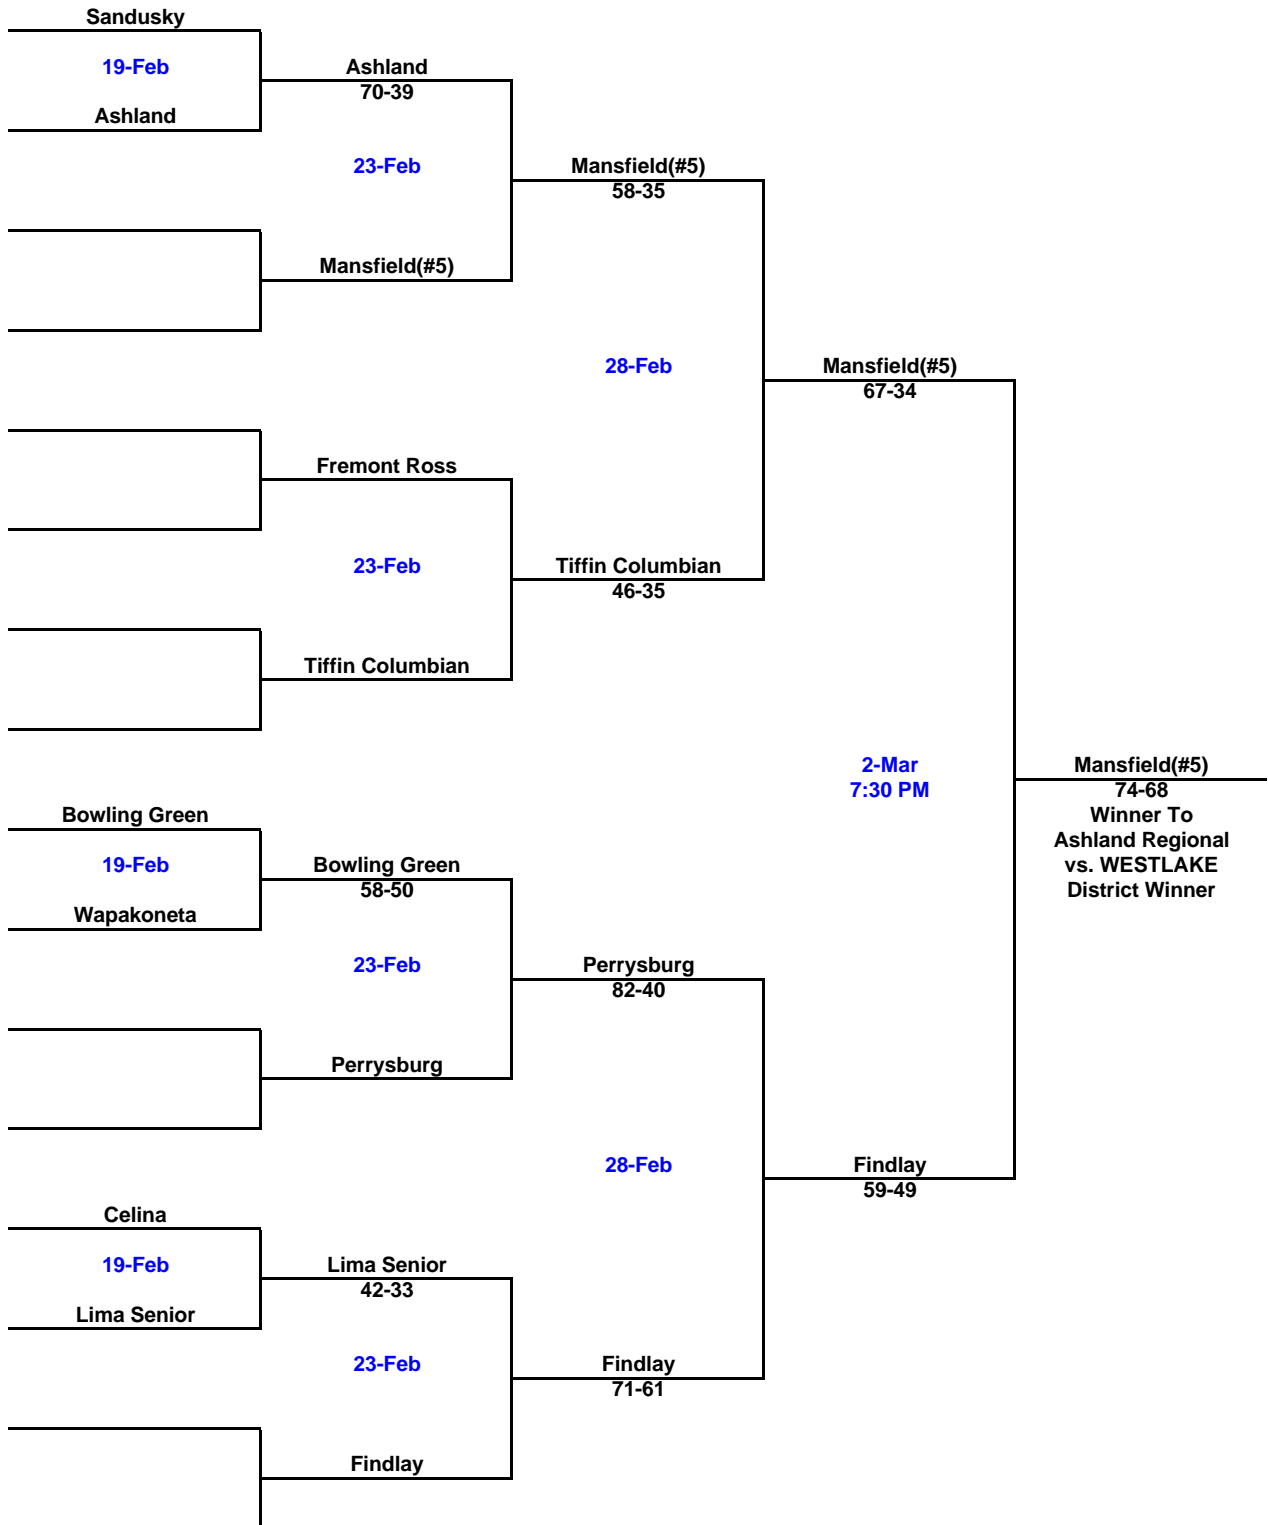 Sandusky
19-Feb
Ashland
70-39
Ashland
23-Feb
Mansfield(#5)
58-35
Mansfield(#5)
28-Feb
Mansfield(#5)
67-34
Fremont Ross
23-Feb
Tiffin Columbian
46-35
Tiffin Columbian
2-Mar
7:30 PM
Mansfield(#5)
74-68
Winner To
Ashland Regional
vs. WESTLAKE
District Winner
Bowling Green
19-Feb
Bowling Green
58-50
Wapakoneta
23-Feb
Perrysburg
82-40
Perrysburg
28-Feb
Findlay
59-49
Celina
19-Feb
Lima Senior
42-33
Lima Senior
23-Feb
Findlay
71-61
Findlay